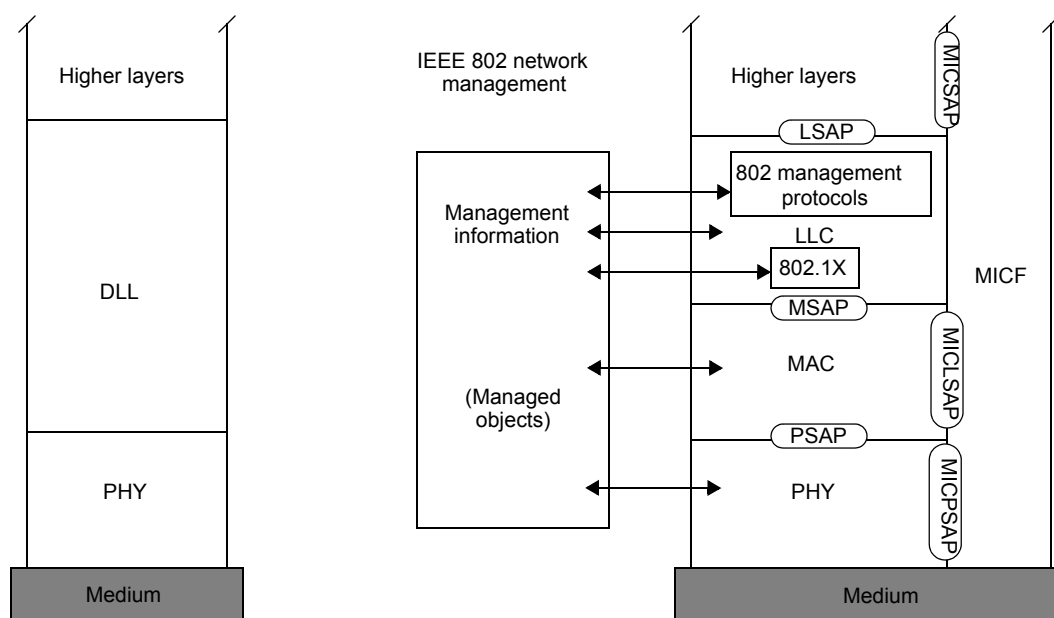 Higher layers
DLL
PHY
Medium
IEEE 802 network
management
Management
information
(Managed
objects)
Higher layers
LSAP
802 management
protocols
LLC
802.1X
MSAP
MAC
PSAP
PHY
MICSAP
MICF
MICLSAP
MICPSAP
Medium